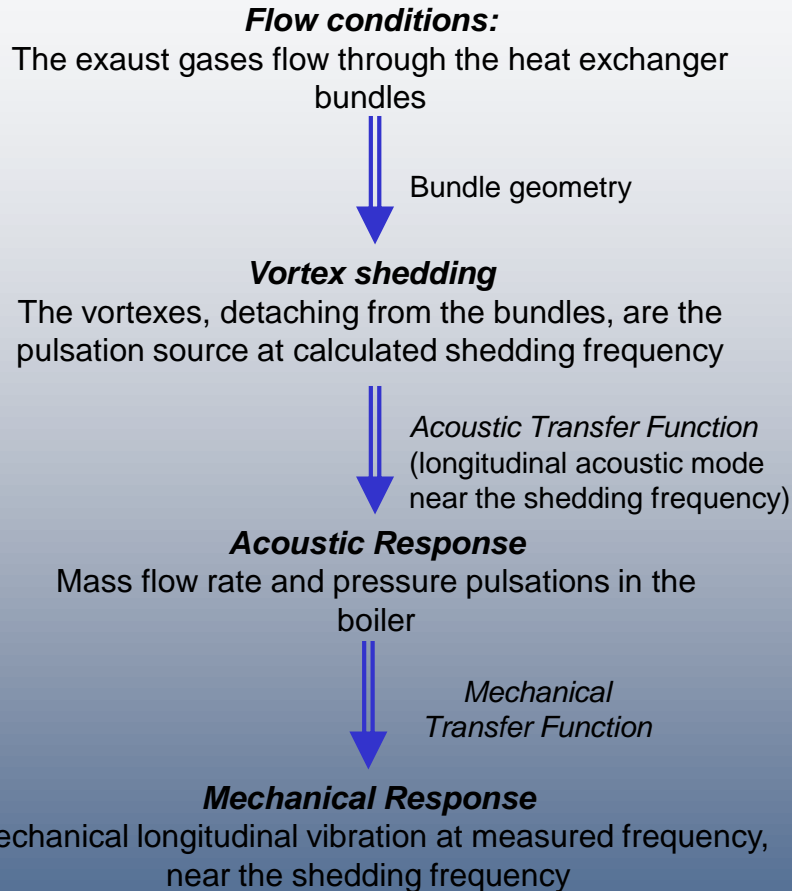 Flow conditions:
The exaust gases flow through the heat exchanger
bundles
Bundle geometry
Vortex shedding
The vortexes, detaching from the bundles, are the
pulsation source at calculated shedding frequency
Acoustic Transfer Function
(longitudinal acoustic mode
near the shedding frequency)
Acoustic Response
Mass flow rate and pressure pulsations in the
boiler
Mechanical
Transfer Function
Mechanical Response
echanical longitudinal vibration at measured frequency,
near the shedding frequency